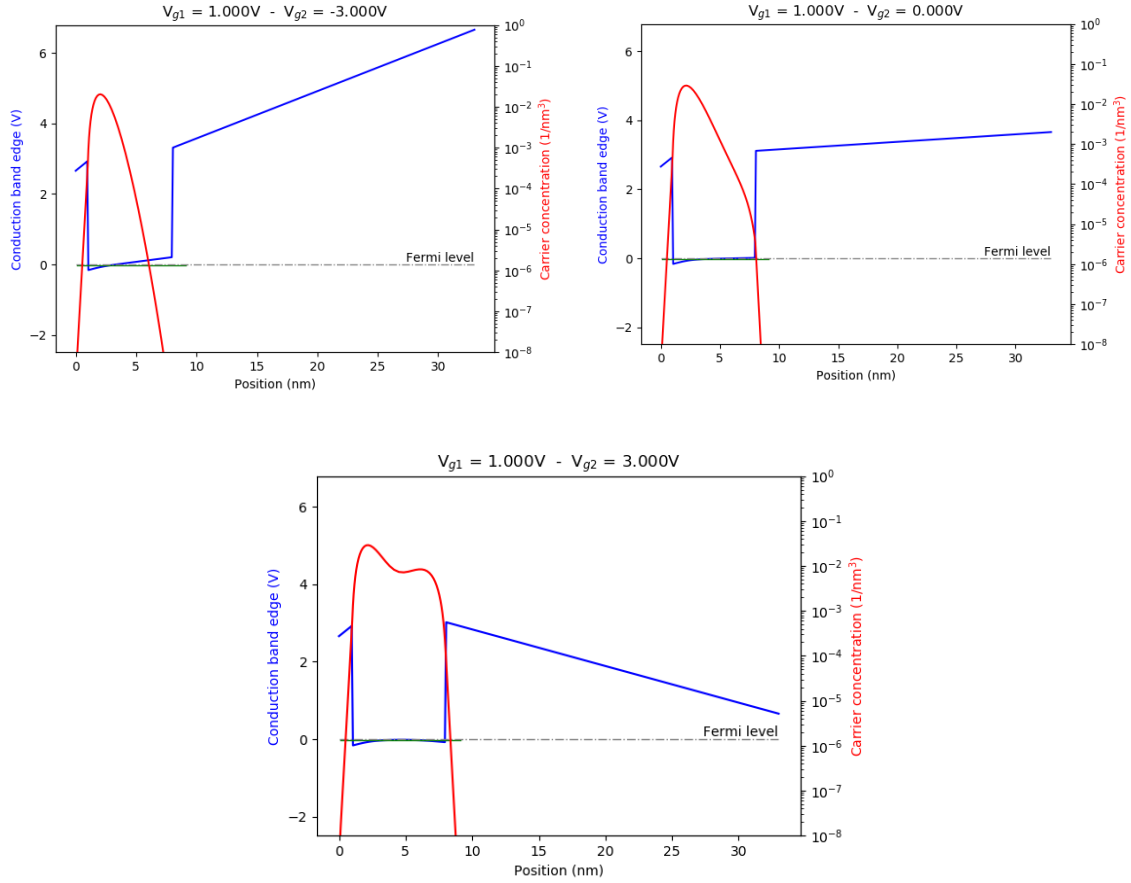 V_g1 = 1.000V - V_g2 = -3.000V
Conduction band edge (V)
6
4
2
0
−2
Fermi level
10^0
10^-1
10^-2
10^-3
10^-4
10^-5
10^-6
10^-7
10^-8
Carrier concentration (1/nm^3)
0 5 10 15 20 25 30
Position (nm)
V_g1 = 1.000V - V_g2 = 0.000V
Conduction band edge (V)
6
4
2
0
−2
Fermi level
10^0
10^-1
10^-2
10^-3
10^-4
10^-5
10^-6
10^-7
10^-8
Carrier concentration (1/nm^3)
0 5 10 15 20 25 30
Position (nm)
V_g1 = 1.000V - V_g2 = 3.000V
Conduction band edge (V)
6
4
2
0
−2
Fermi level
10^0
10^-1
10^-2
10^-3
10^-4
10^-5
10^-6
10^-7
10^-8
Carrier concentration (1/nm^3)
0 5 10 15 20 25 30
Position (nm)